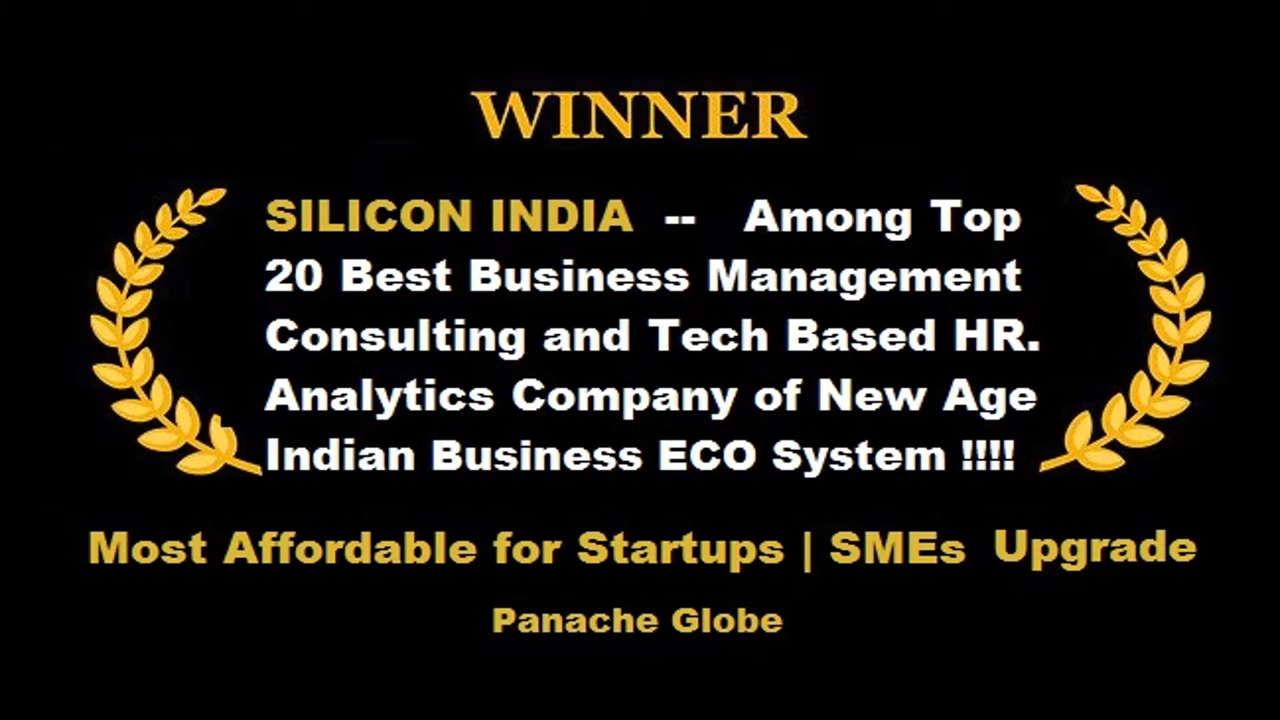 WINNER
SILICON INDIA -- Among Top
20 Best Business Management
Consulting and Tech Based HR.
Analytics Company of New Age
Indian Business ECO System !!!!
Most Affordable for Startups | SMEs Upgrade
Panache Globe